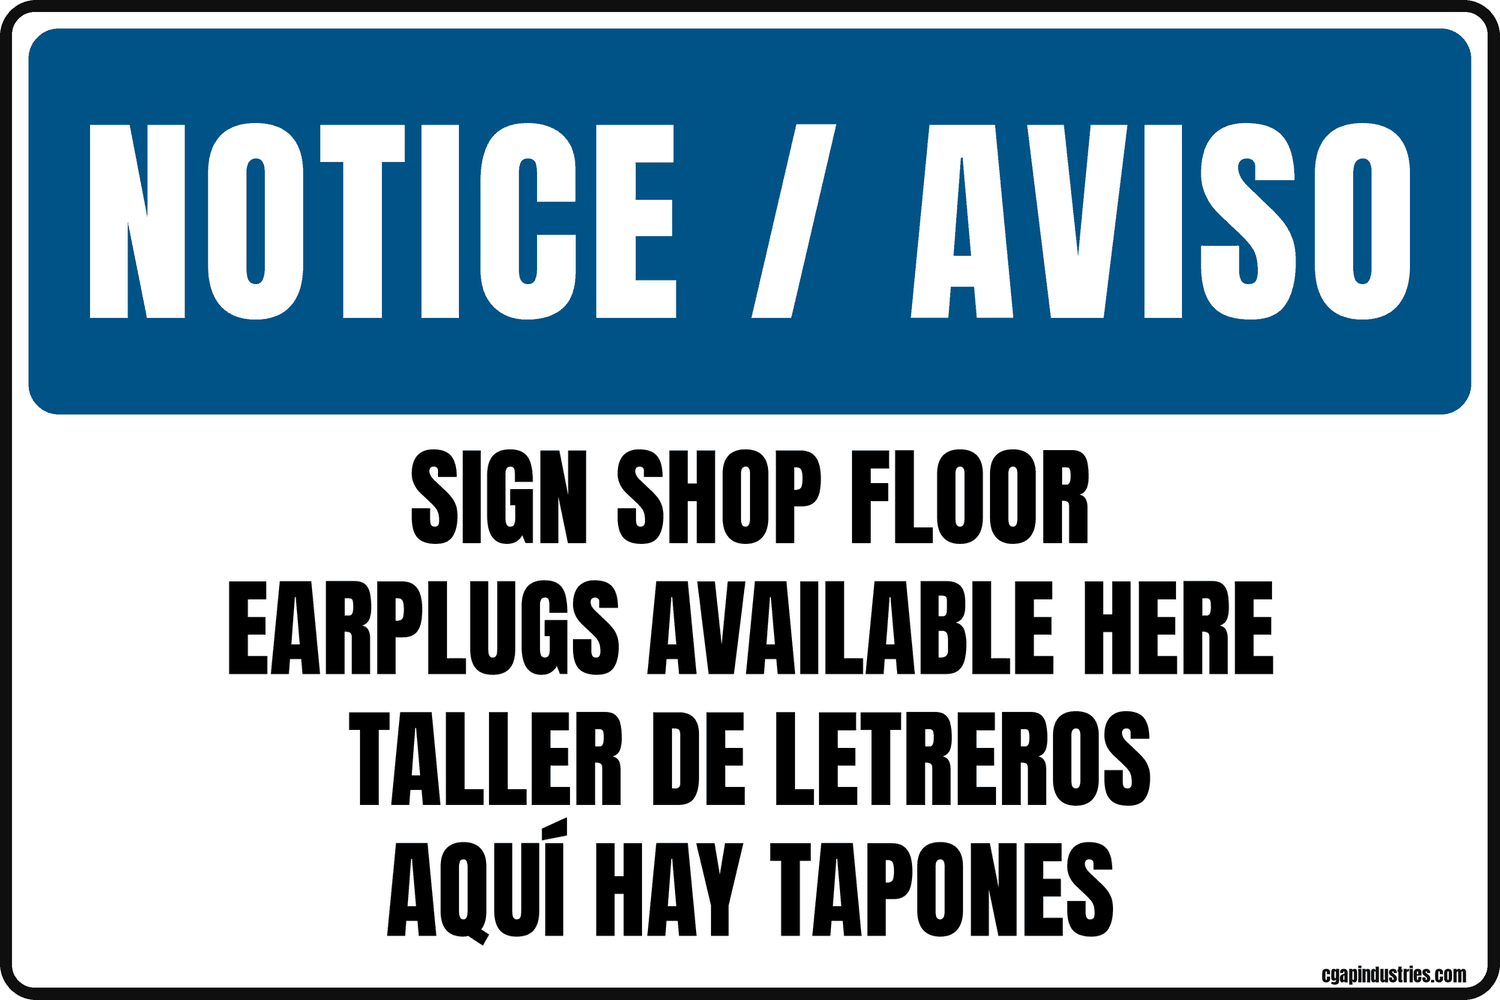 NOTICE / AVISO
SIGN SHOP FLOOR
EARPLUGS AVAILABLE HERE
TALLER DE LETREROS
AQUÍ HAY TAPONES
cgapindustries.com